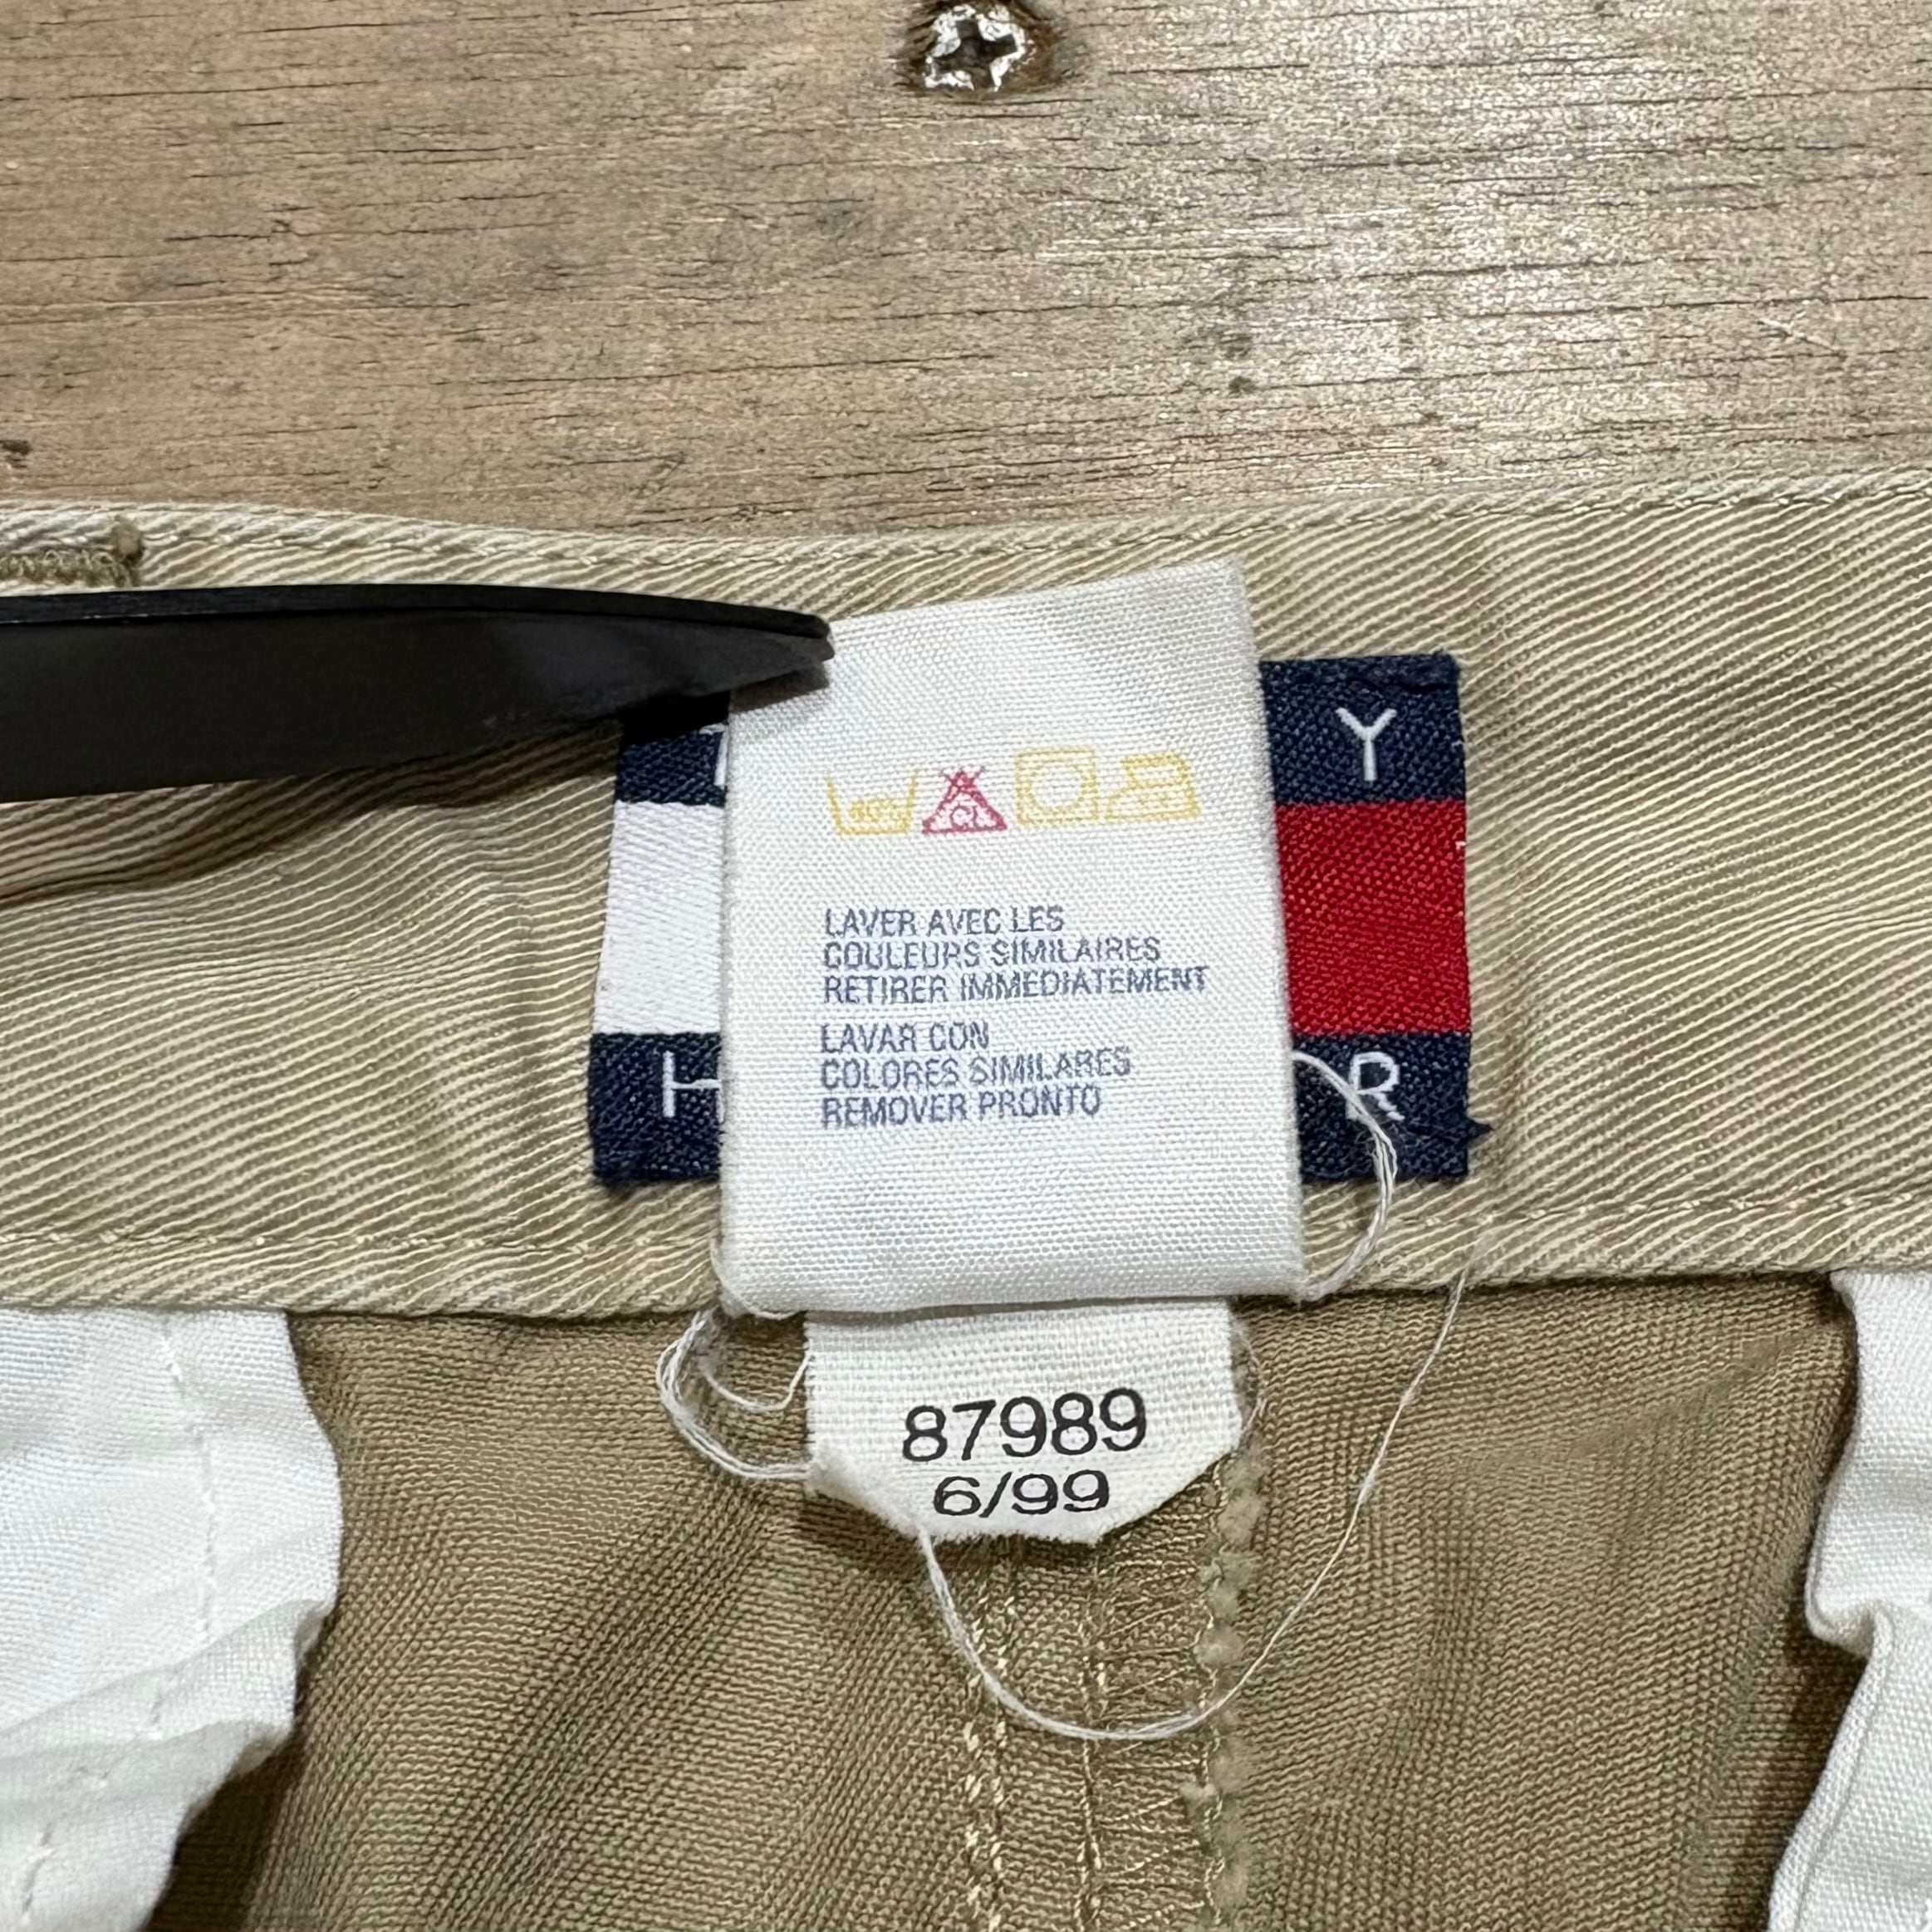 Y
LAVER AVEC LES
COULEURS SIMILAIRES
RETIRER IMMEDIATEMENT
LAVAR CON
COLORES SIMILARES
REMOVER PRONTO
H R
87989
6/99